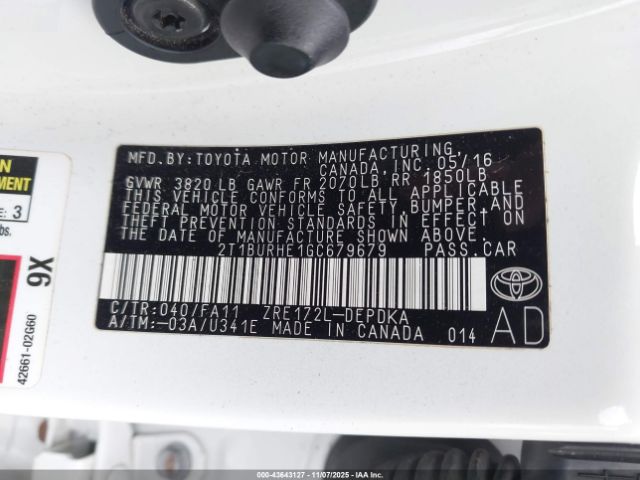 MFD. BY: TOYOTA MOTOR MANUFACTURING,
CANADA, INC. 05/16
GVWR 3820 LB GAWR FR 2070LB RR 1850LB
THIS VEHICLE CONFORMS TO ALL APPLICABLE
FEDERAL MOTOR VEHICLE SAFETY, BUMPER, AND
THEFT PREVENTION STANDARDS IN EFFECT ON
THE DATE OF MANUFACTURE SHOWN ABOVE.
2T1BURHE1GC679679 PASS.CAR
C/TR:040/FA11 ZRE172L-DEPDKA
A/TM:-03A/U341E MADE IN CANADA 014
AD
3
9X
42661-02G60
000-43643127 - 11/07/2025 - IAA Inc.